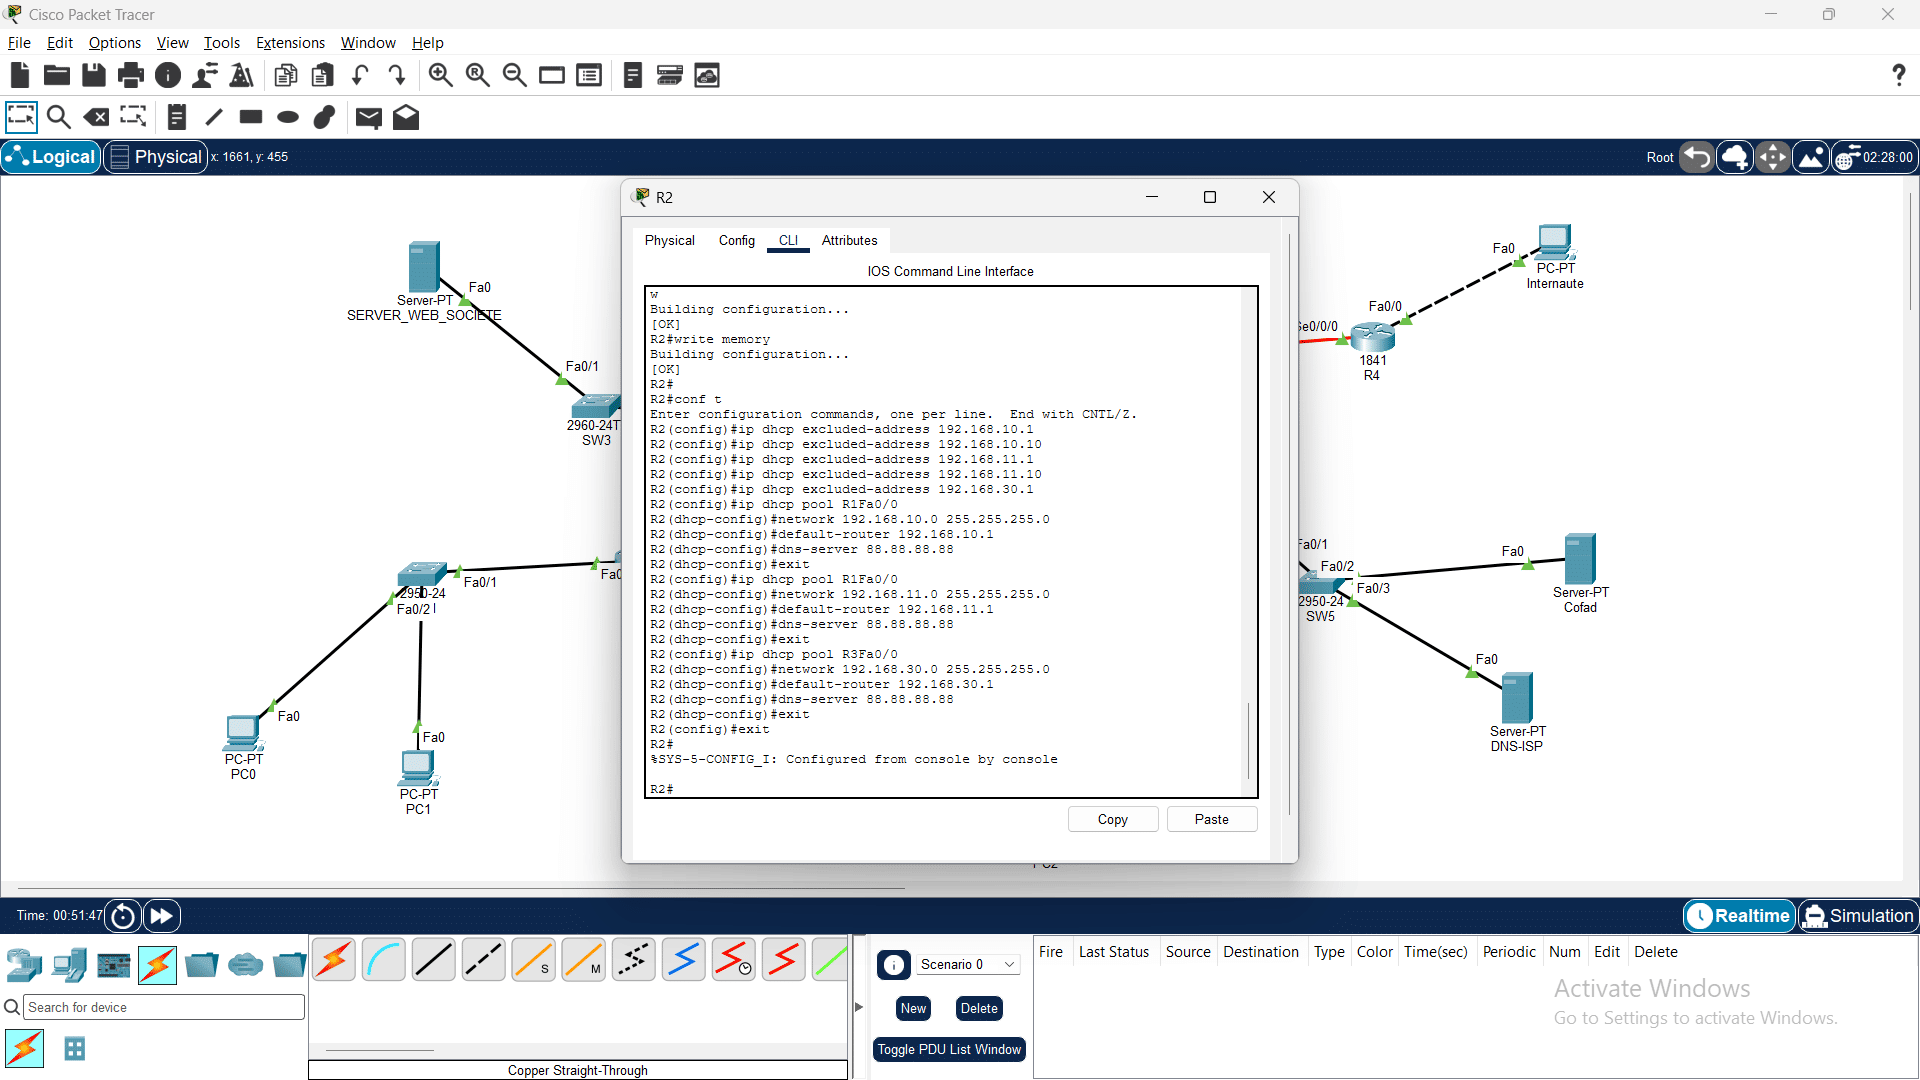 Cisco Packet Tracer
File Edit Options View Tools Extensions Window Help
Logical Physical x: 1661, y: 455 Root 02:28:00
R2
Physical Config CLI Attributes
IOS Command Line Interface
w
Building configuration...
[OK]
R2#write memory
Building configuration...
[OK]
R2#
R2#conf t
Enter configuration commands, one per line.  End with CNTL/Z.
R2(config)#ip dhcp excluded-address 192.168.10.1
R2(config)#ip dhcp excluded-address 192.168.10.10
R2(config)#ip dhcp excluded-address 192.168.11.1
R2(config)#ip dhcp excluded-address 192.168.11.10
R2(config)#ip dhcp excluded-address 192.168.30.1
R2(config)#ip dhcp pool R1Fa0/0
R2(dhcp-config)#network 192.168.10.0 255.255.255.0
R2(dhcp-config)#default-router 192.168.10.1
R2(dhcp-config)#dns-server 88.88.88.88
R2(dhcp-config)#exit
R2(config)#ip dhcp pool R1Fa0/0
R2(dhcp-config)#network 192.168.11.0 255.255.255.0
R2(dhcp-config)#default-router 192.168.11.1
R2(dhcp-config)#dns-server 88.88.88.88
R2(dhcp-config)#exit
R2(config)#ip dhcp pool R3Fa0/0
R2(dhcp-config)#network 192.168.30.0 255.255.255.0
R2(dhcp-config)#default-router 192.168.30.1
R2(dhcp-config)#dns-server 88.88.88.88
R2(dhcp-config)#exit
R2(config)#exit
R2#
%SYS-5-CONFIG_I: Configured from console by console
R2#
Copy Paste
Fa0
Server-PT
SERVER_WEB_SOCIETE
Fa0/1
2960-24T
SW3
Fa0/1
2950-24
Fa0/2
Fa0
PC-PT
PC0
Fa0
PC-PT
PC1
Fa0
PC-PT
Internaute
Fa0/0
Se0/0/0
1841
R4
Fa0/1
Fa0/2
Fa0/3
2950-24
SW5
Fa0
Server-PT
Cofad
Fa0
Server-PT
DNS-ISP
PC2
Time: 00:51:47 Realtime Simulation
Search for device
S
M
Copper Straight-Through
Scenario 0
New Delete
Toggle PDU List Window
Fire Last Status Source Destination Type Color Time(sec) Periodic Num Edit Delete
Activate Windows
Go to Settings to activate Windows.